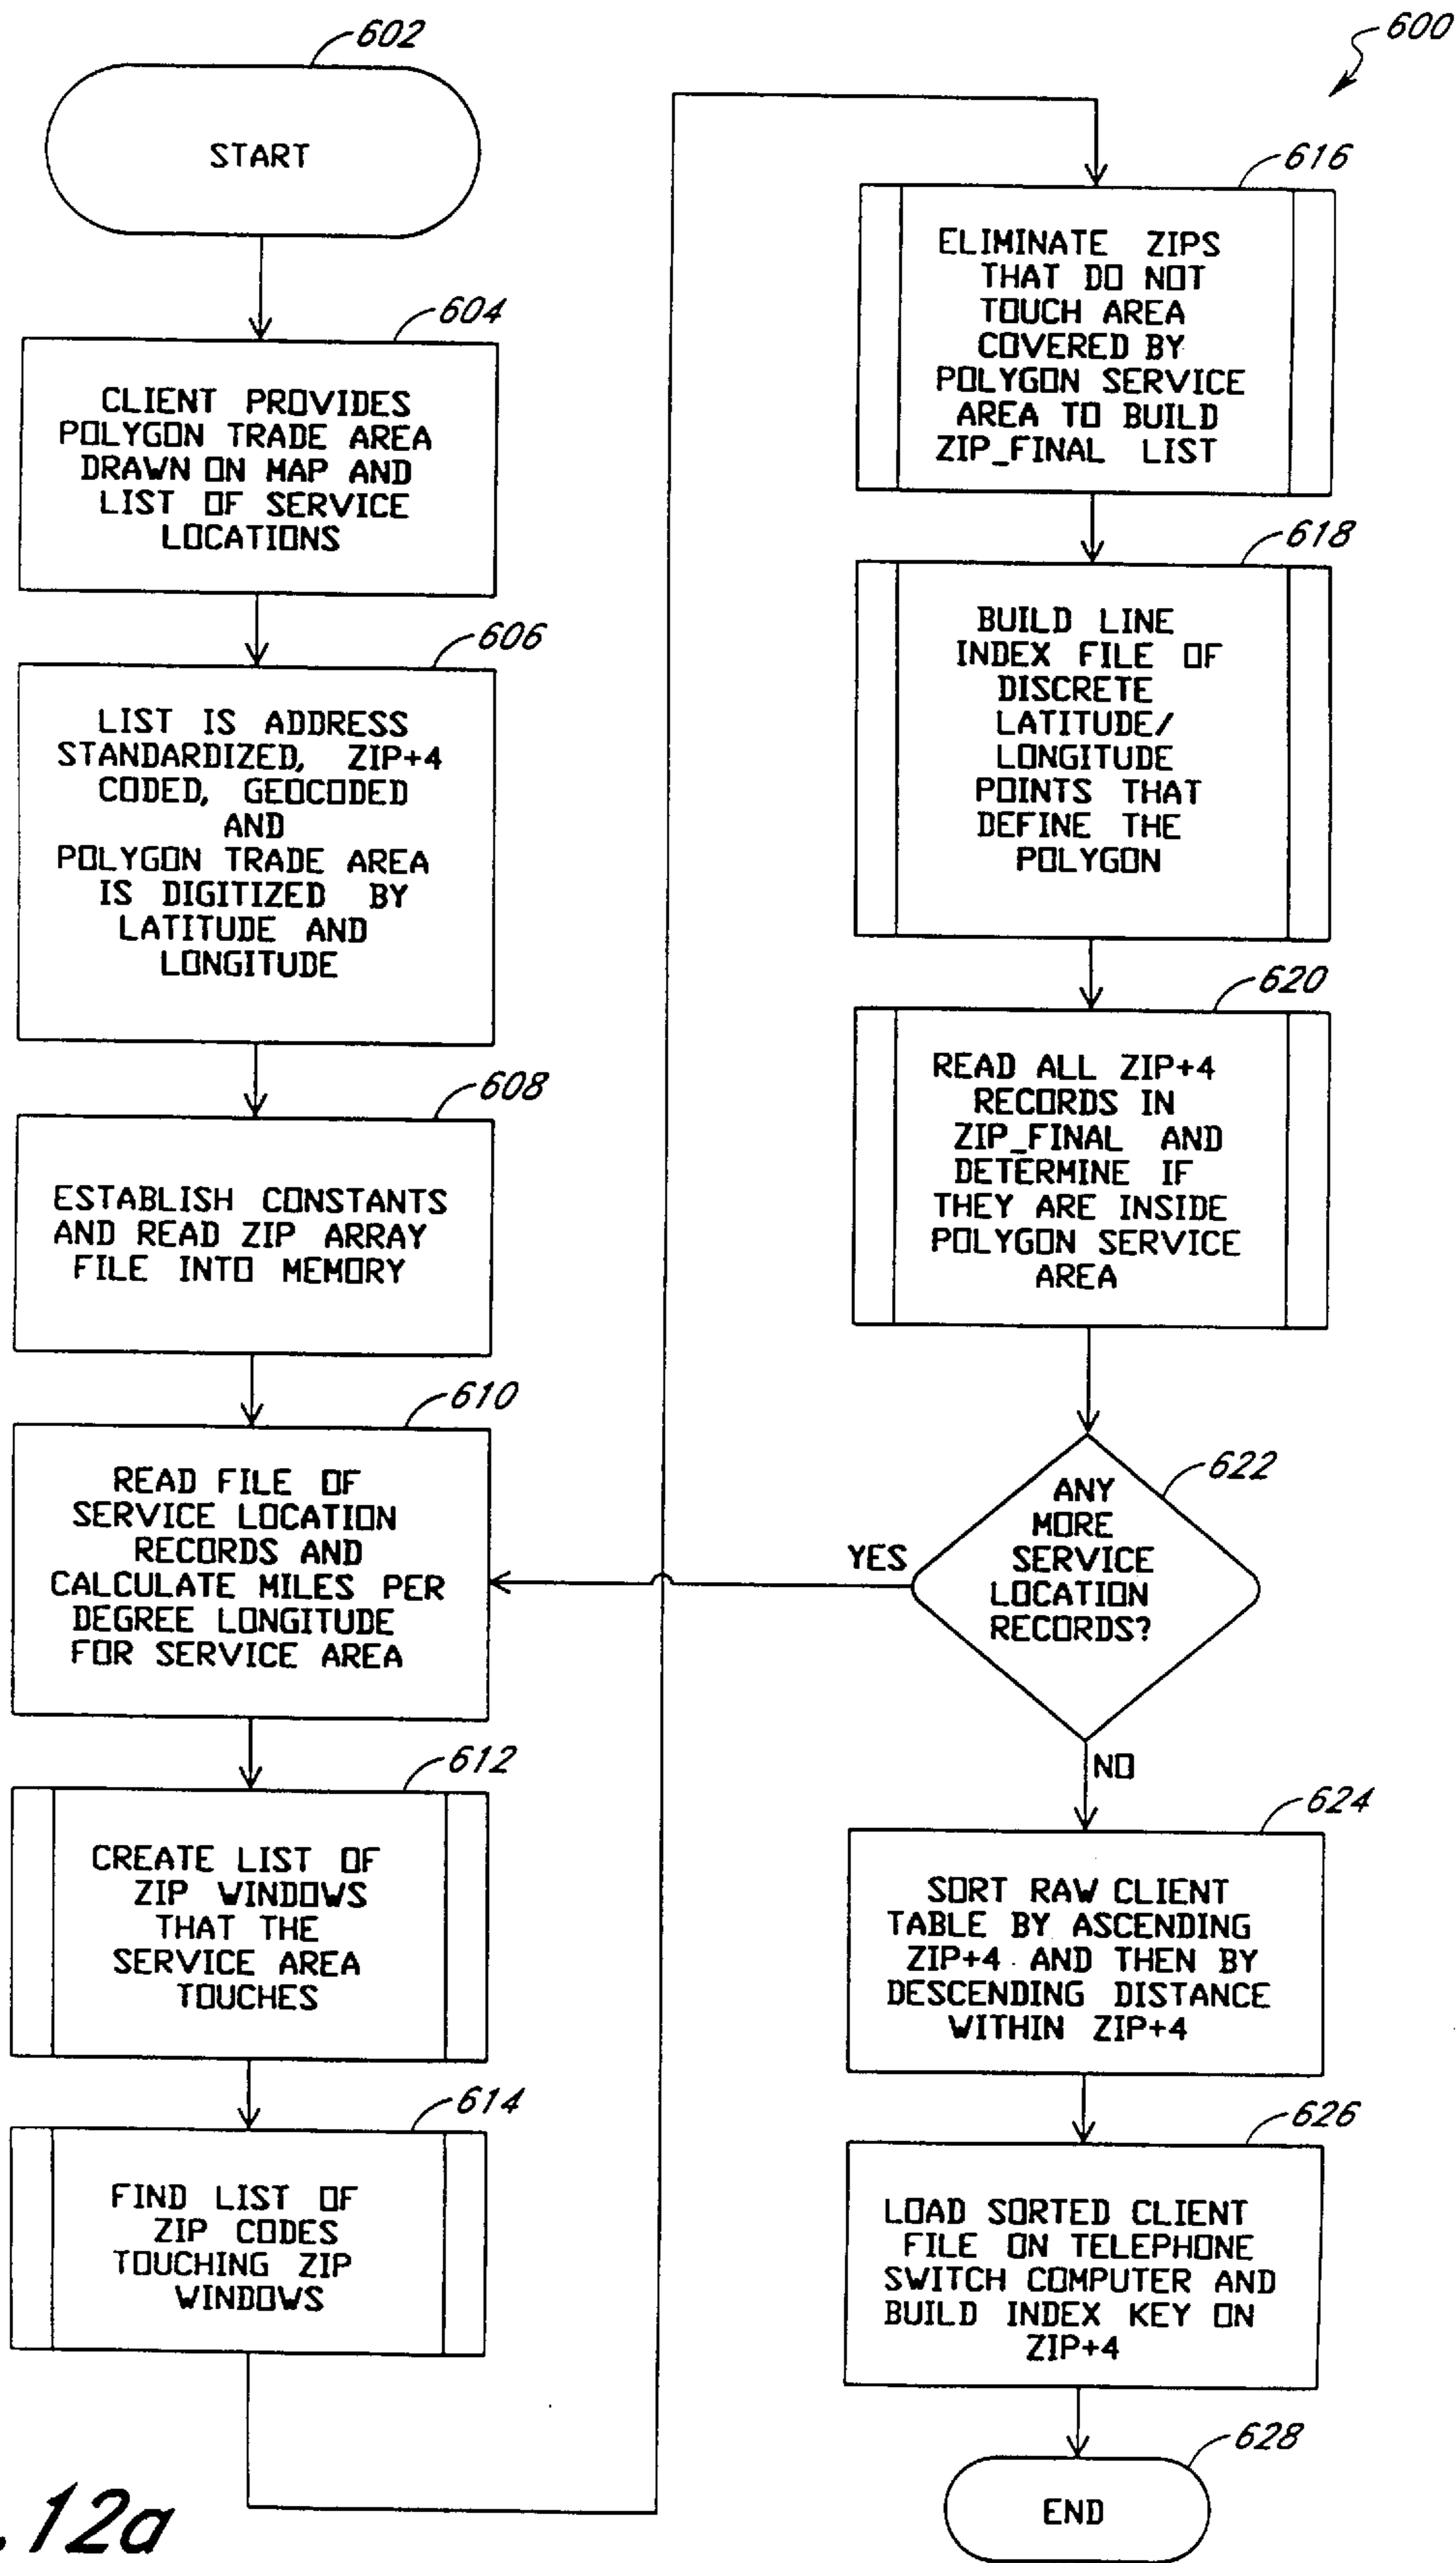 600
602
START
604
CLIENT PROVIDES
POLYGON TRADE AREA
DRAWN ON MAP AND
LIST OF SERVICE
LOCATIONS
606
LIST IS ADDRESS
STANDARDIZED, ZIP+4
CODED, GEOCODED
AND
POLYGON TRADE AREA
IS DIGITIZED BY
LATITUDE AND
LONGITUDE
608
ESTABLISH CONSTANTS
AND READ ZIP ARRAY
FILE INTO MEMORY
610
READ FILE OF
SERVICE LOCATION
RECORDS AND
CALCULATE MILES PER
DEGREE LONGITUDE
FOR SERVICE AREA
612
CREATE LIST OF
ZIP WINDOWS
THAT THE
SERVICE AREA
TOUCHES
614
FIND LIST OF
ZIP CODES
TOUCHING ZIP
WINDOWS
616
ELIMINATE ZIPS
THAT DO NOT
TOUCH AREA
COVERED BY
POLYGON SERVICE
AREA TO BUILD
ZIP_FINAL LIST
618
BUILD LINE
INDEX FILE OF
DISCRETE
LATITUDE/
LONGITUDE
POINTS THAT
DEFINE THE
POLYGON
620
READ ALL ZIP+4
RECORDS IN
ZIP_FINAL AND
DETERMINE IF
THEY ARE INSIDE
POLYGON SERVICE
AREA
622
ANY
MORE
SERVICE
LOCATION
RECORDS?
YES
NO
624
SORT RAW CLIENT
TABLE BY ASCENDING
ZIP+4 AND THEN BY
DESCENDING DISTANCE
WITHIN ZIP+4
626
LOAD SORTED CLIENT
FILE ON TELEPHONE
SWITCH COMPUTER AND
BUILD INDEX KEY ON
ZIP+4
628
END
. 12a